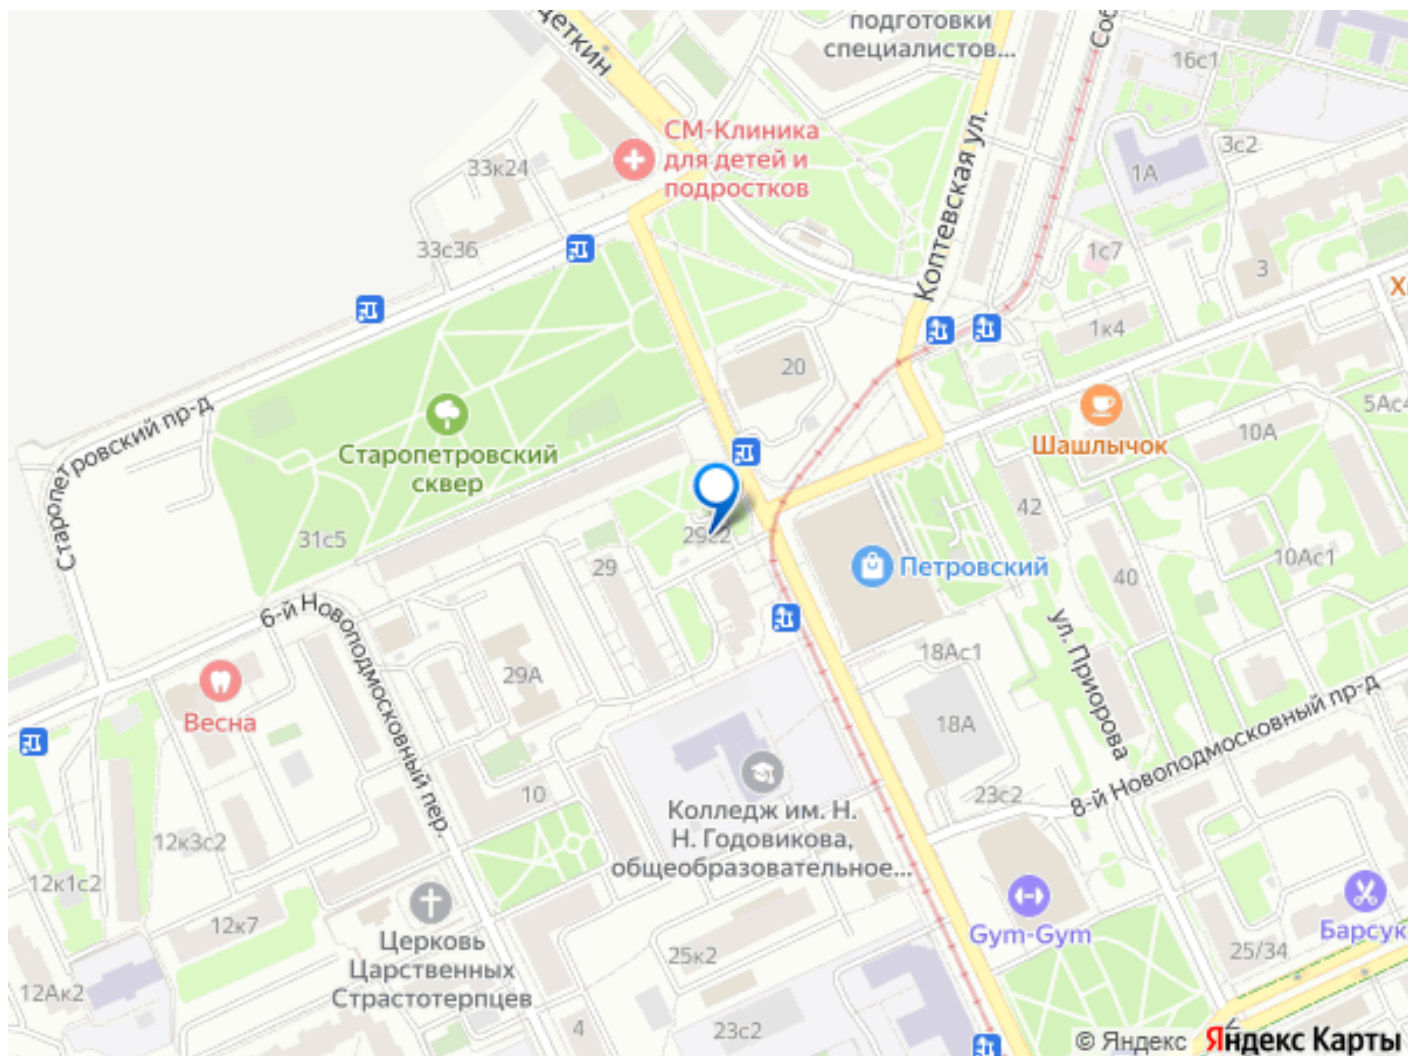 подготовки
специалистов...
16с1
СМ-Клиника
для детей и
подростков
33к24
3с2
1А
Коптевская ул.
33с36
1с7
3
1к4
20
5Ас4
Шашлычок
10А
Старопетровский пр-д
Старопетровский
сквер
42
31с5
29с2
29
Петровский
40
10Ас1
6-й Новоподмосковный пер.
ул. Приорова
18Ас1
29А
Весна
18А
8-й Новоподмосковный пр-д
10
23с2
Колледж им. Н.
Н. Годовикова,
общеобразовательное...
12к3с2
12к1с2
12к7
Церковь
Царственных
Страстотерпцев
Gym-Gym
Барсук
25/34
25к2
12Ак2
4
23с2
© Яндекс Яндекс Карты